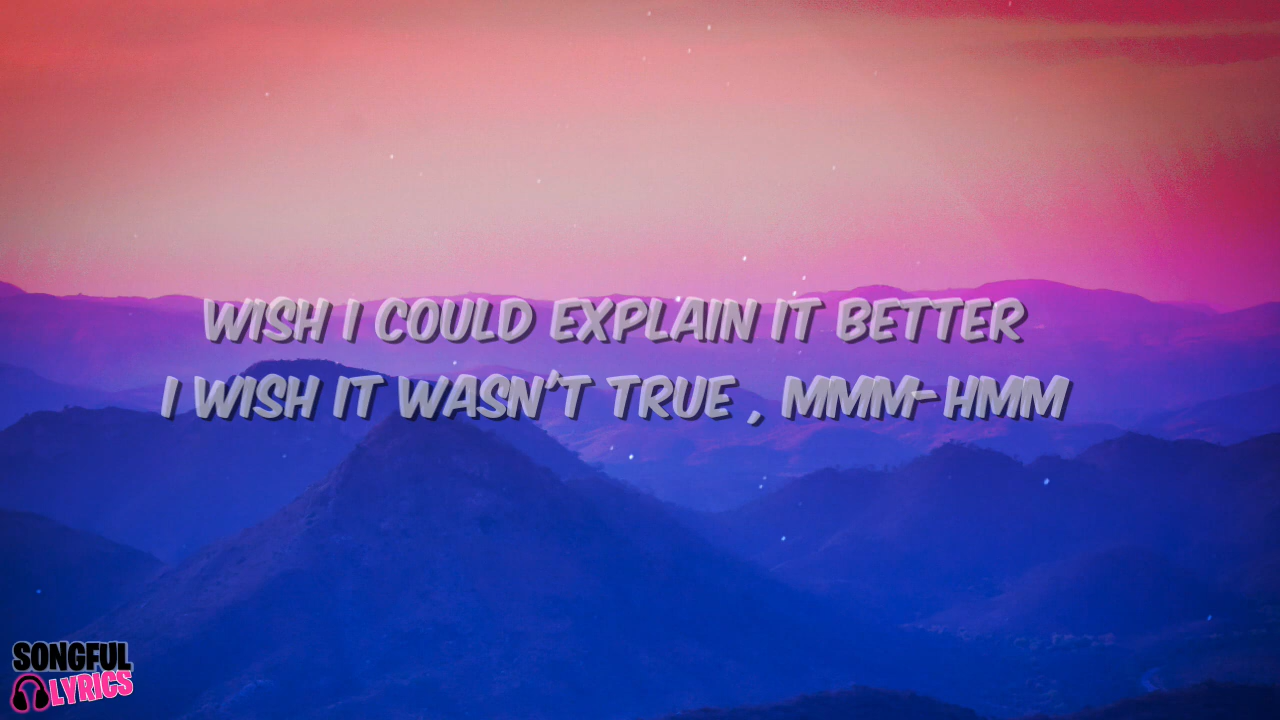 WISH I COULD EXPLAIN IT BETTER
I WISH IT WASN'T TRUE , MMM-HMM
SONGFUL
LYRICS